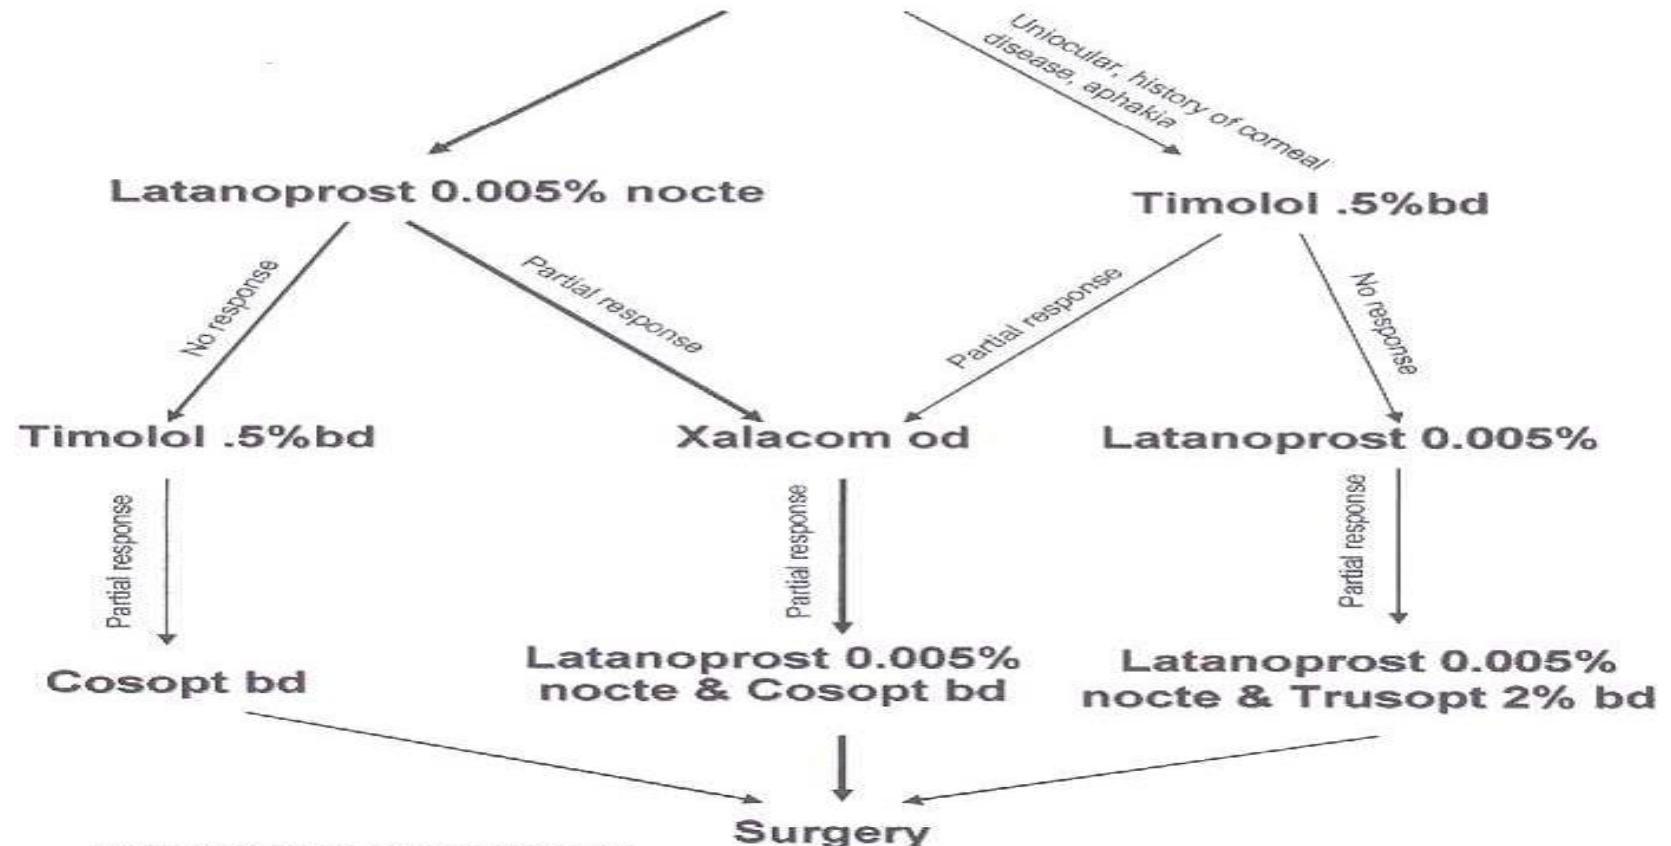 Uniocular, history of corneal
disease, aphakia
Latanoprost 0.005% nocte
Timolol .5%bd
No response
Partial response
Partial response
No response
Timolol .5%bd
Xalacom od
Latanoprost 0.005%
Partial response
Partial response
Partial response
Cosopt bd
Latanoprost 0.005%
nocte & Cosopt bd
Latanoprost 0.005%
nocte & Trusopt 2% bd
Surgery